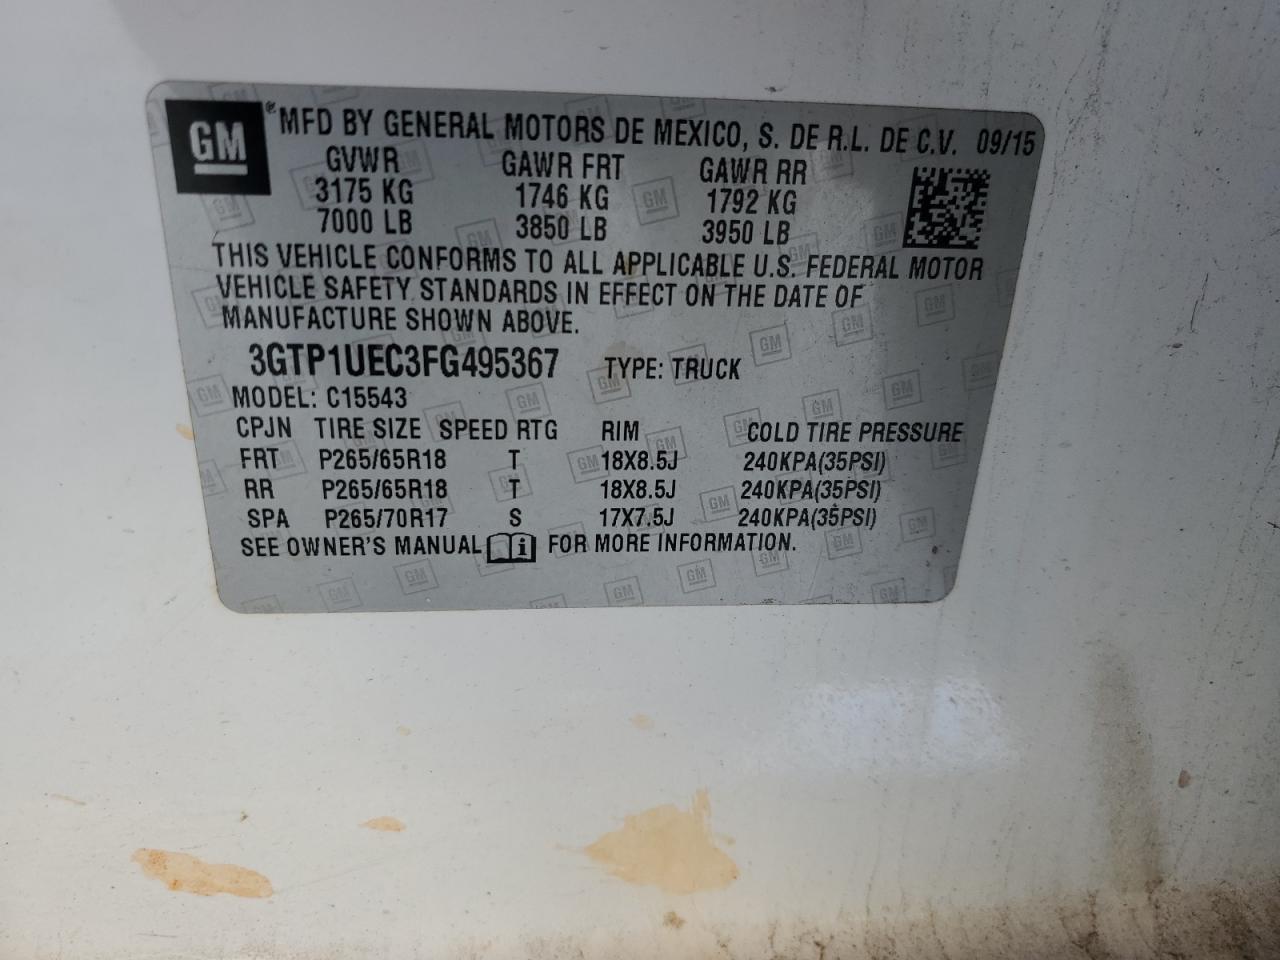 GM ® MFD BY GENERAL MOTORS DE MEXICO, S. DE R.L. DE C.V. 09/15
GVWR GAWR FRT GAWR RR
3175 KG 1746 KG 1792 KG
7000 LB 3850 LB 3950 LB
THIS VEHICLE CONFORMS TO ALL APPLICABLE U.S. FEDERAL MOTOR
VEHICLE SAFETY STANDARDS IN EFFECT ON THE DATE OF
MANUFACTURE SHOWN ABOVE.
3GTP1UEC3FG495367 TYPE: TRUCK
MODEL: C15543
CPJN TIRE SIZE SPEED RTG RIM COLD TIRE PRESSURE
FRT P265/65R18 T 18X8.5J 240KPA(35PSI)
RR P265/65R18 T 18X8.5J 240KPA(35PSI)
SPA P265/70R17 S 17X7.5J 240KPA(35PSI)
SEE OWNER'S MANUAL i FOR MORE INFORMATION.